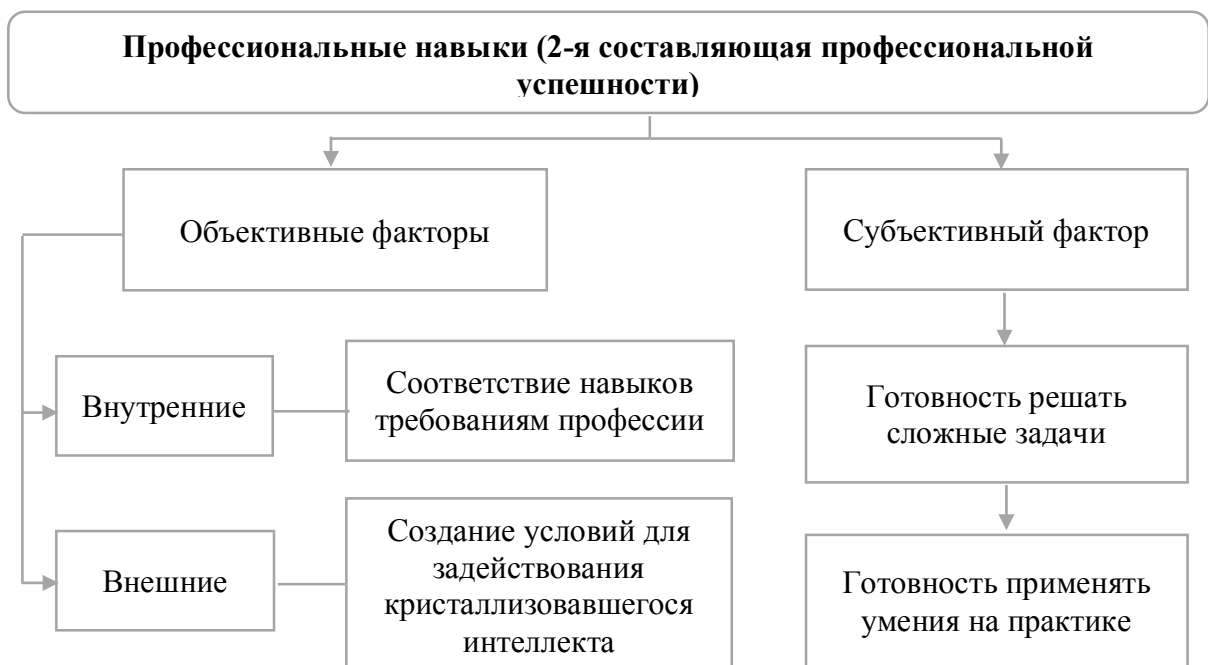 Профессиональные навыки (2-я составляющая профессиональной
успешности)
Объективные факторы
Субъективный фактор
Внутренние
Соответствие навыков
требованиям профессии
Готовность решать
сложные задачи
Внешние
Создание условий для
задействования
кристаллизовавшегося
интеллекта
Готовность применять
умения на практике